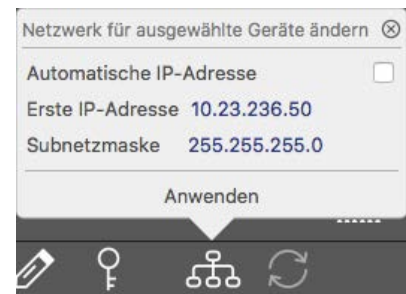 Netzwerk für ausgewählte Geräte ändern
Automatische IP-Adresse
Erste IP-Adresse 10.23.236.50
Subnetzmaske 255.255.255.0
Anwenden